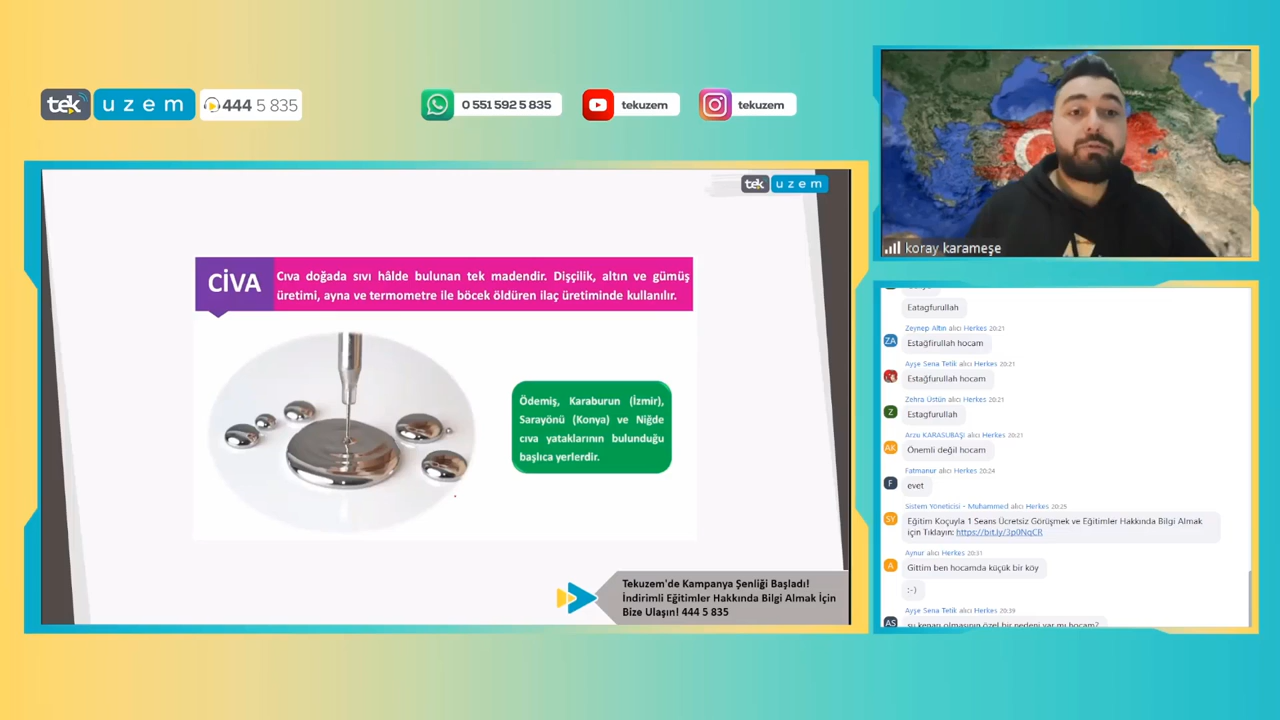 tek uzem 444 5 835
0 551 592 5 835
tekuzem
tekuzem
tek uzem
CİVA
Cıva doğada sıvı hâlde bulunan tek madendir. Dişçilik, altın ve gümüş
üretimi, ayna ve termometre ile böcek öldüren ilaç üretiminde kullanılır.
Ödemiş, Karaburun (İzmir),
Sarayönü (Konya) ve Niğde
cıva yataklarının bulunduğu
başlıca yerlerdir.
Tekuzem'de Kampanya Şenliği Başladı!
İndirimli Eğitimler Hakkında Bilgi Almak İçin
Bize Ulaşın! 444 5 835
koray karameşe
Eatagfurullah
Zeynep Altın alıcı Herkes 20:21
ZA
Estağfirullah hocam
Ayşe Sena Tetik alıcı Herkes 20:21
Estağfurullah hocam
Zehra Üstün alıcı Herkes 20:21
Z
Estagfurullah
Arzu KARASUBAŞI alıcı Herkes 20:21
AK
Önemli değil hocam
Fatmanur alıcı Herkes 20:24
F
evet
Sistem Yöneticisi - Muhammed alıcı Herkes 20:25
SY
Eğitim Koçuyla 1 Seans Ücretsiz Görüşmek ve Eğitimler Hakkında Bilgi Almak
için Tıklayın: https://bit.ly/3p0NqCR
Aynur alıcı Herkes 20:31
A
Gittim ben hocamda küçük bir köy
:-)
Ayşe Sena Tetik alıcı Herkes 20:39
AS
su kenarı olmasının özel bir nedeni var mı hocam?